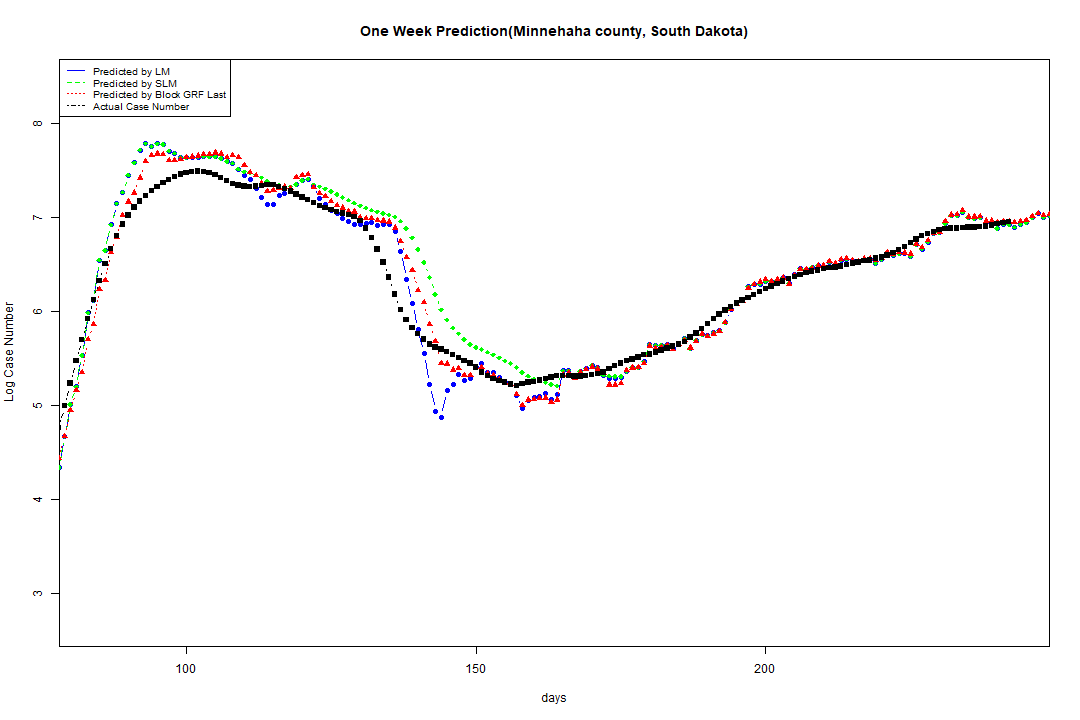 One Week Prediction(Minnehaha county, South Dakota)
Predicted by LM
Predicted by SLM
Predicted by Block GRF Last
Actual Case Number
8
7
6
5
4
3
Log Case Number
100 150 200
days